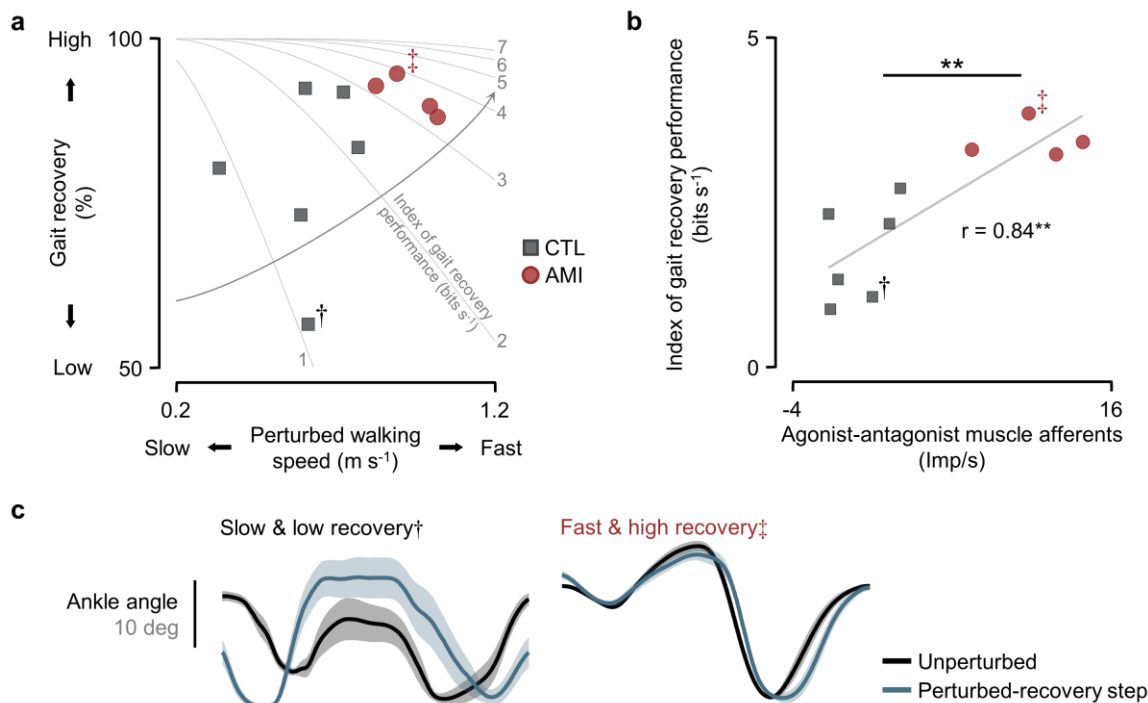 a
High
100
Gait recovery
(%)
Low
50
7
6
5
4
3
2
1
‡
†
Index of gait recovery
performance (bits s⁻¹)
CTL
AMI
0.2
1.2
Slow
Perturbed walking
speed (m s⁻¹)
Fast
b
5
Index of gait recovery performance
(bits s⁻¹)
0
**
‡
r = 0.84**
†
-4
16
Agonist-antagonist muscle afferents
(Imp/s)
c
Slow & low recovery†
Fast & high recovery‡
Ankle angle
10 deg
Unperturbed
Perturbed-recovery step